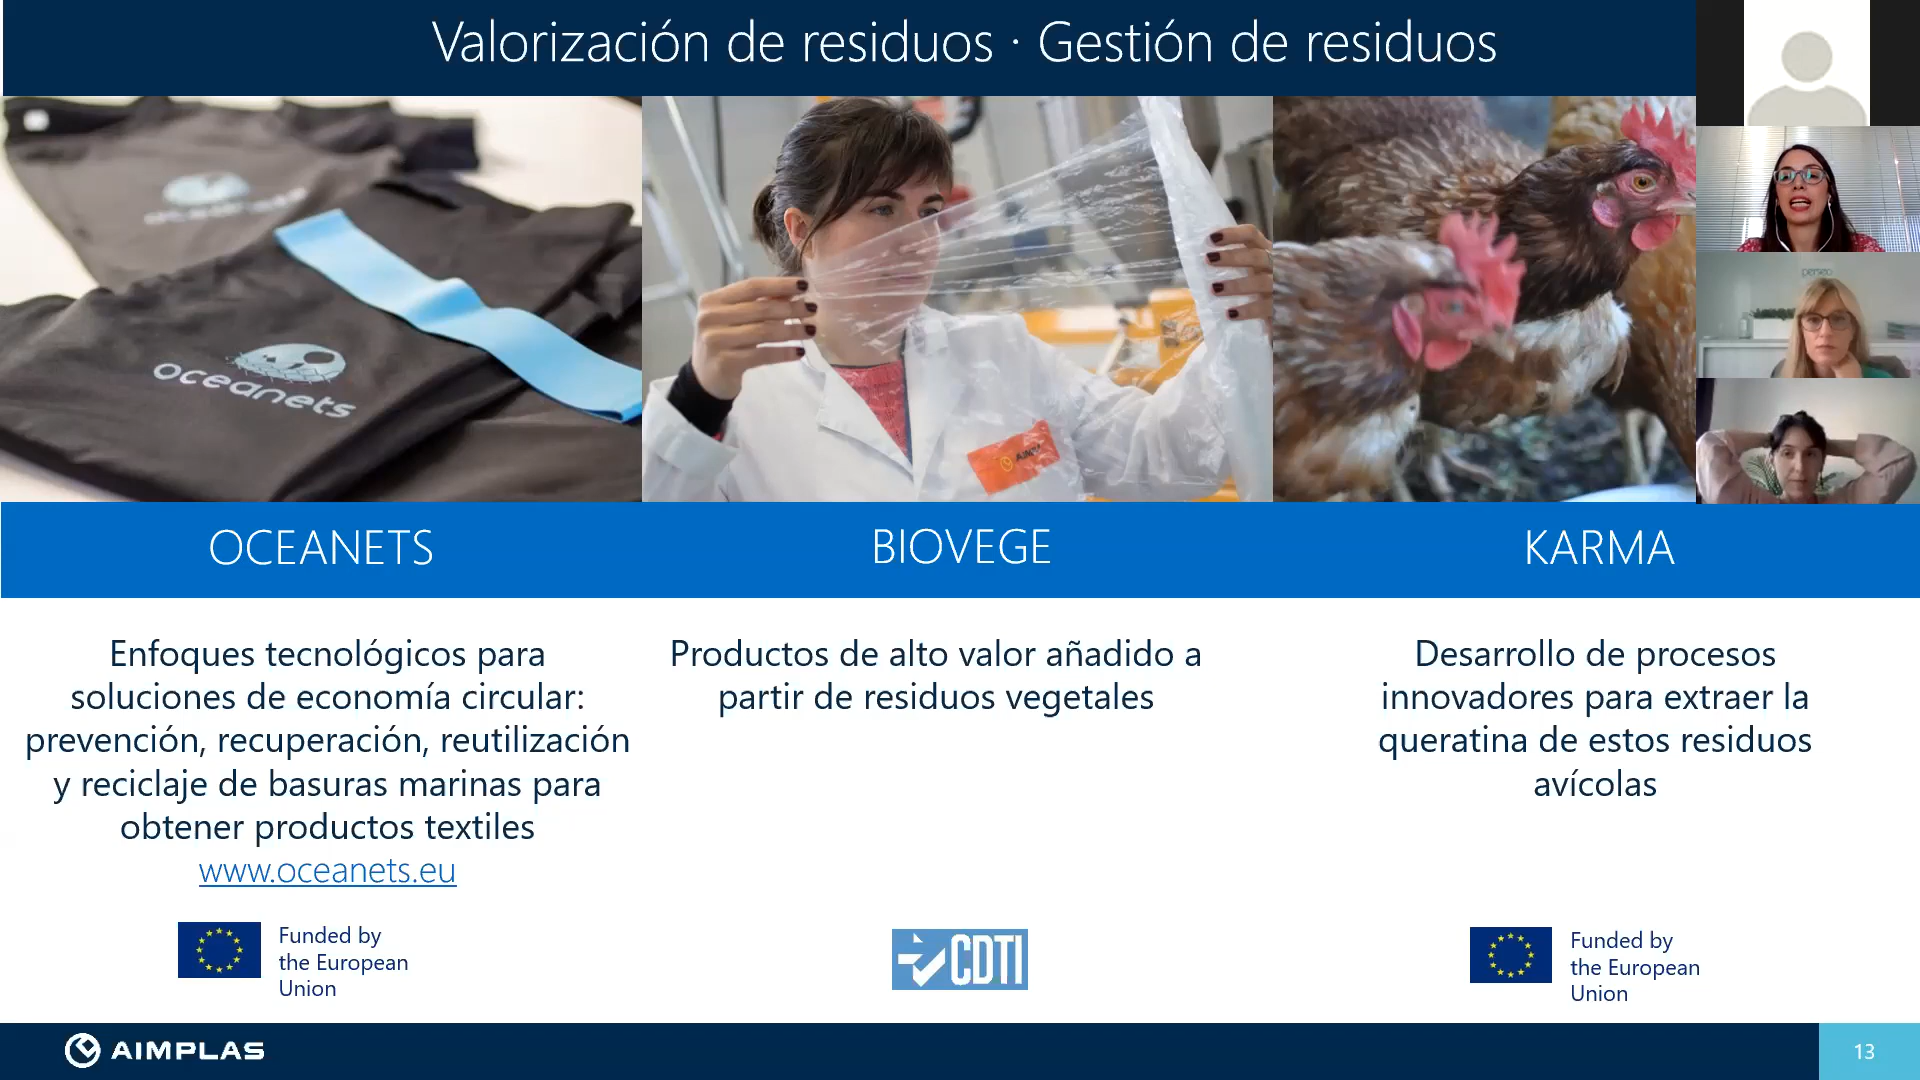 Valorización de residuos · Gestión de residuos
oceanets
perseo
OCEANETS
BIOVEGE
KARMA
Enfoques tecnológicos para
soluciones de economía circular:
prevención, recuperación, reutilización
y reciclaje de basuras marinas para
obtener productos textiles
www.oceanets.eu
Productos de alto valor añadido a
partir de residuos vegetales
Desarrollo de procesos
innovadores para extraer la
queratina de estos residuos
avícolas
Funded by
the European
Union
CDTI
Funded by
the European
Union
AIMPLAS
13